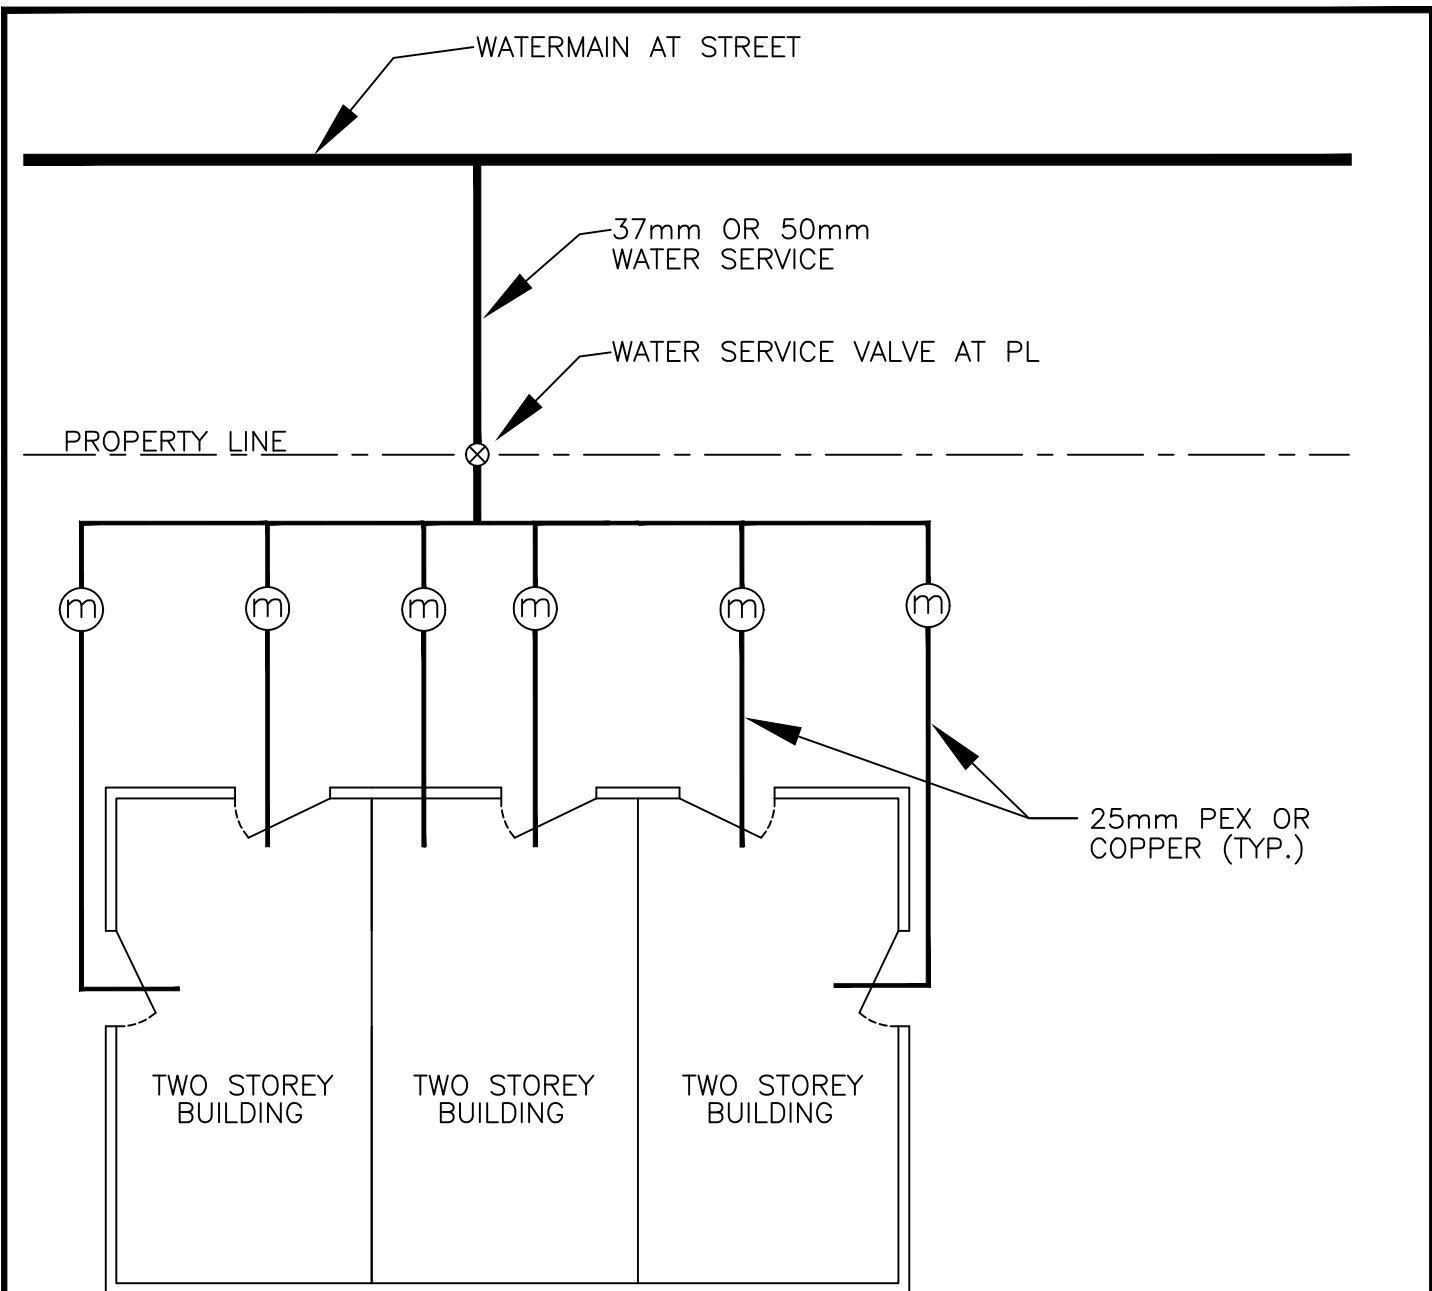 WATERMAIN AT STREET
37mm OR 50mm
WATER SERVICE
WATER SERVICE VALVE AT PL
PROPERTY LINE
m m m m m m
25mm PEX OR
COPPER (TYP.)
TWO STOREY
BUILDING
TWO STOREY
BUILDING
TWO STOREY
BUILDING